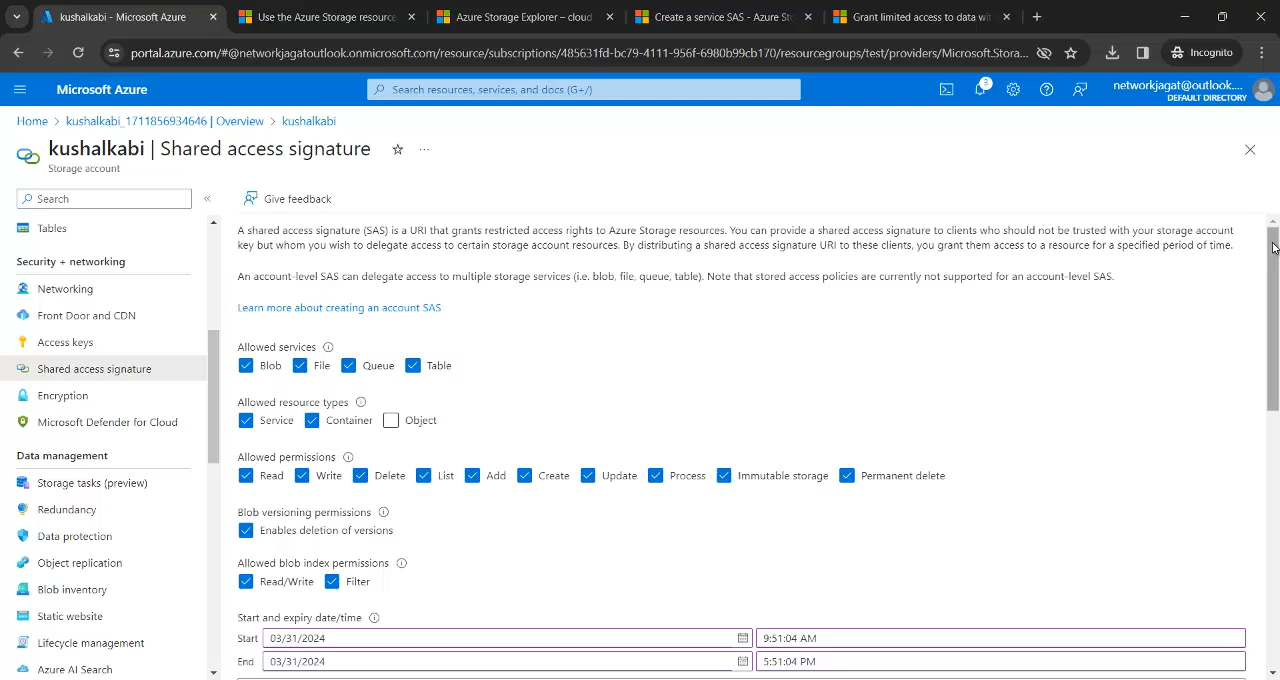 kushalkabi - Microsoft Azure
Use the Azure Storage resource
Azure Storage Explorer – cloud
Create a service SAS - Azure St
Grant limited access to data wit
portal.azure.com/#@networkjagatoutlook.onmicrosoft.com/resource/subscriptions/485631fd-bc79-4111-956f-6980b99cb170/resourcegroups/test/providers/Microsoft.Stora...
Incognito
Microsoft Azure
Search resources, services, and docs (G+/)
3
networkjagat@outlook....
DEFAULT DIRECTORY
Home > kushalkabi_1711856934646 | Overview > kushalkabi
kushalkabi | Shared access signature
...
Storage account
Search
«
Give feedback
Tables
Security + networking
Networking
Front Door and CDN
Access keys
Shared access signature
Encryption
Microsoft Defender for Cloud
Data management
Storage tasks (preview)
Redundancy
Data protection
Object replication
Blob inventory
Static website
Lifecycle management
Azure AI Search
A shared access signature (SAS) is a URI that grants restricted access rights to Azure Storage resources. You can provide a shared access signature to clients who should not be trusted with your storage account
key but whom you wish to delegate access to certain storage account resources. By distributing a shared access signature URI to these clients, you grant them access to a resource for a specified period of time.
An account-level SAS can delegate access to multiple storage services (i.e. blob, file, queue, table). Note that stored access policies are currently not supported for an account-level SAS.
Learn more about creating an account SAS
Allowed services
Blob File Queue Table
Allowed resource types
Service Container Object
Allowed permissions
Read Write Delete List Add Create Update Process Immutable storage Permanent delete
Blob versioning permissions
Enables deletion of versions
Allowed blob index permissions
Read/Write Filter
Start and expiry date/time
Start 03/31/2024 9:51:04 AM
End 03/31/2024 5:51:04 PM